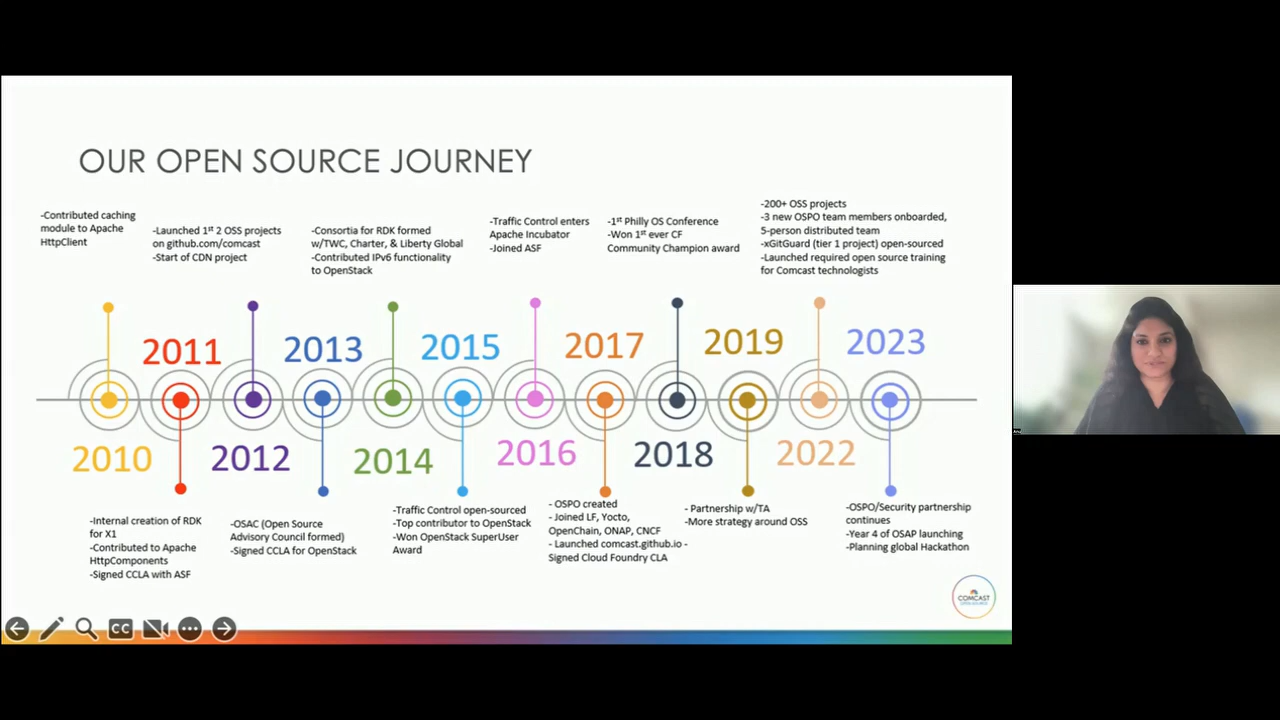 OUR OPEN SOURCE JOURNEY
-Contributed caching
module to Apache
HttpClient
-Launched 1st 2 OSS projects
on github.com/comcast
-Start of CDN project
-Consortia for RDK formed
w/TWC, Charter, & Liberty Global
-Contributed IPv6 functionality
to OpenStack
-Traffic Control enters
Apache Incubator
-Joined ASF
-1st Philly OS Conference
-Won 1st ever CF
Community Champion award
-200+ OSS projects
-3 new OSPO team members onboarded,
5-person distributed team
-xGitGuard (tier 1 project) open-sourced
-Launched required open source training
for Comcast technologists
2011
2013
2015
2017
2019
2023
2010
2012
2014
2016
2018
2022
-Internal creation of RDK
for X1
-Contributed to Apache
HttpComponents
-Signed CCLA with ASF
-OSAC (Open Source
Advisory Council formed)
-Signed CCLA for OpenStack
-Traffic Control open-sourced
-Top contributor to OpenStack
-Won OpenStack SuperUser
Award
- OSPO created
- Joined LF, Yocto,
OpenChain, ONAP, CNCF
- Launched comcast.github.io -
Signed Cloud Foundry CLA
- Partnership w/TA
-More strategy around OSS
-OSPO/Security partnership
continues
-Year 4 of OSAP launching
-Planning global Hackathon
COMCAST
OPEN SOURCE
CC